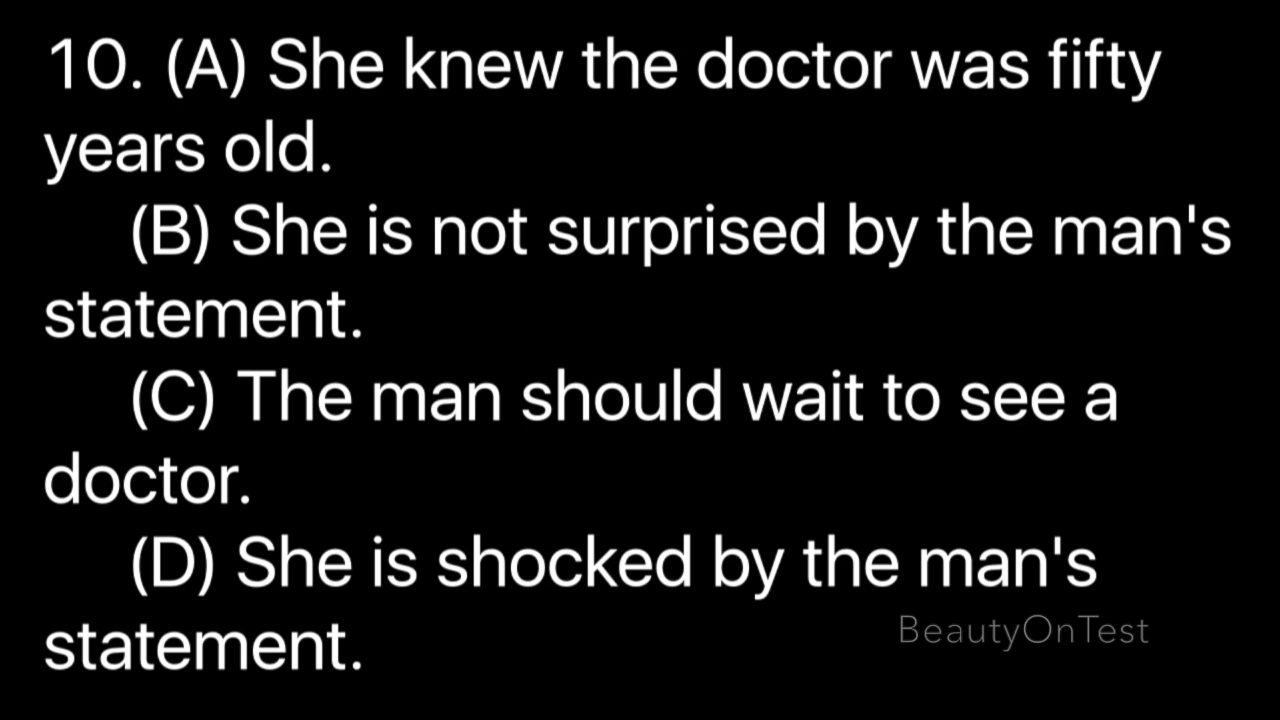 10. (A) She knew the doctor was fifty
years old.
(B) She is not surprised by the man's
statement.
(C) The man should wait to see a
doctor.
(D) She is shocked by the man's
statement.
BeautyOnTest